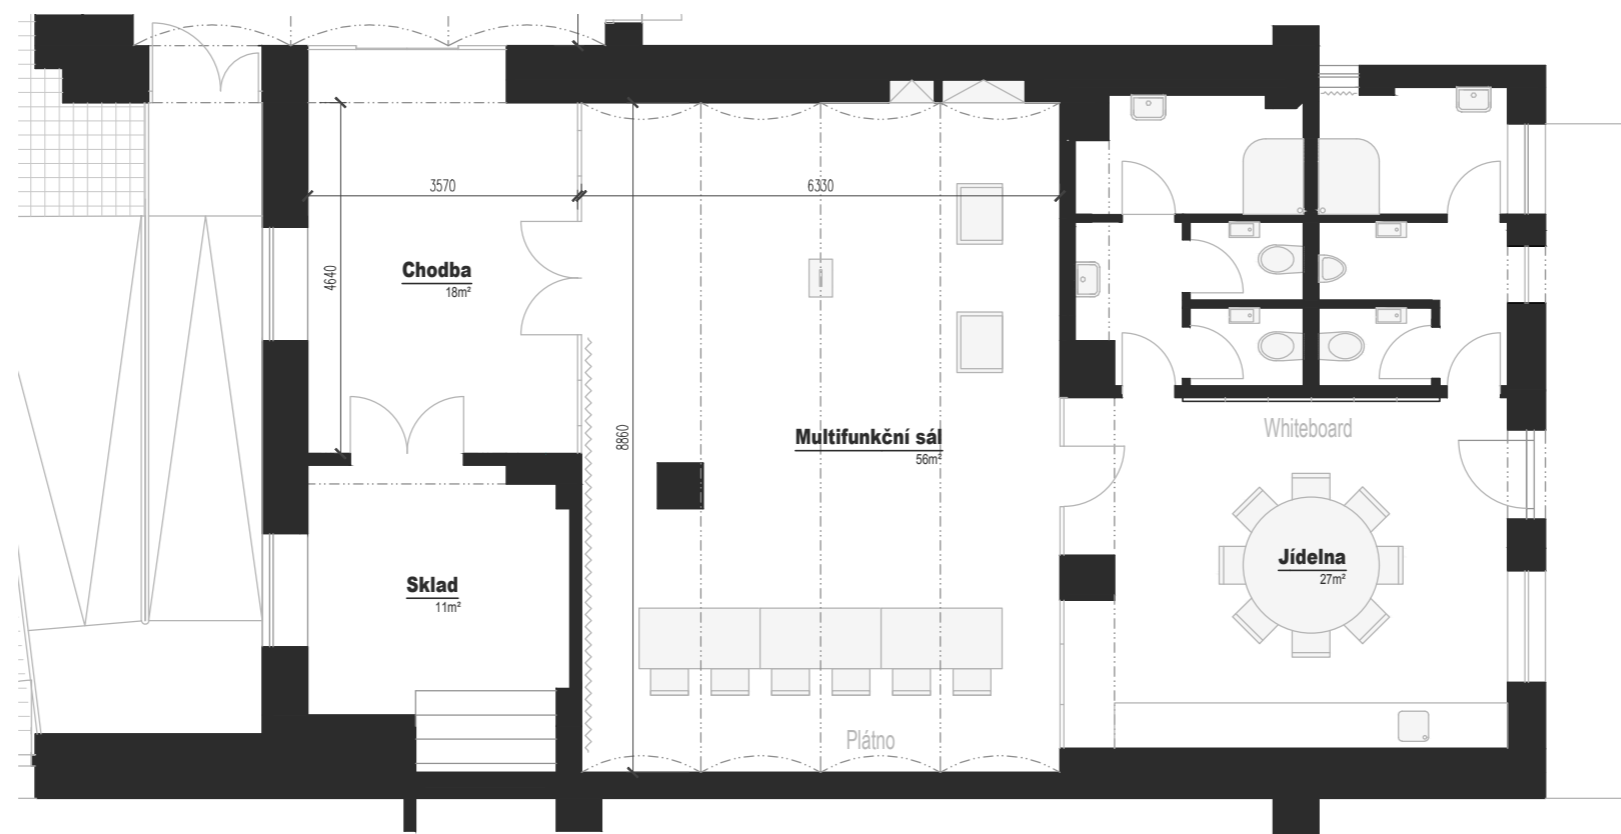 3570
6330
4640
Chodba
18m²
8860
Multifunkční sál
56m²
Whiteboard
Sklad
11m²
Jídelna
27m²
Plátno